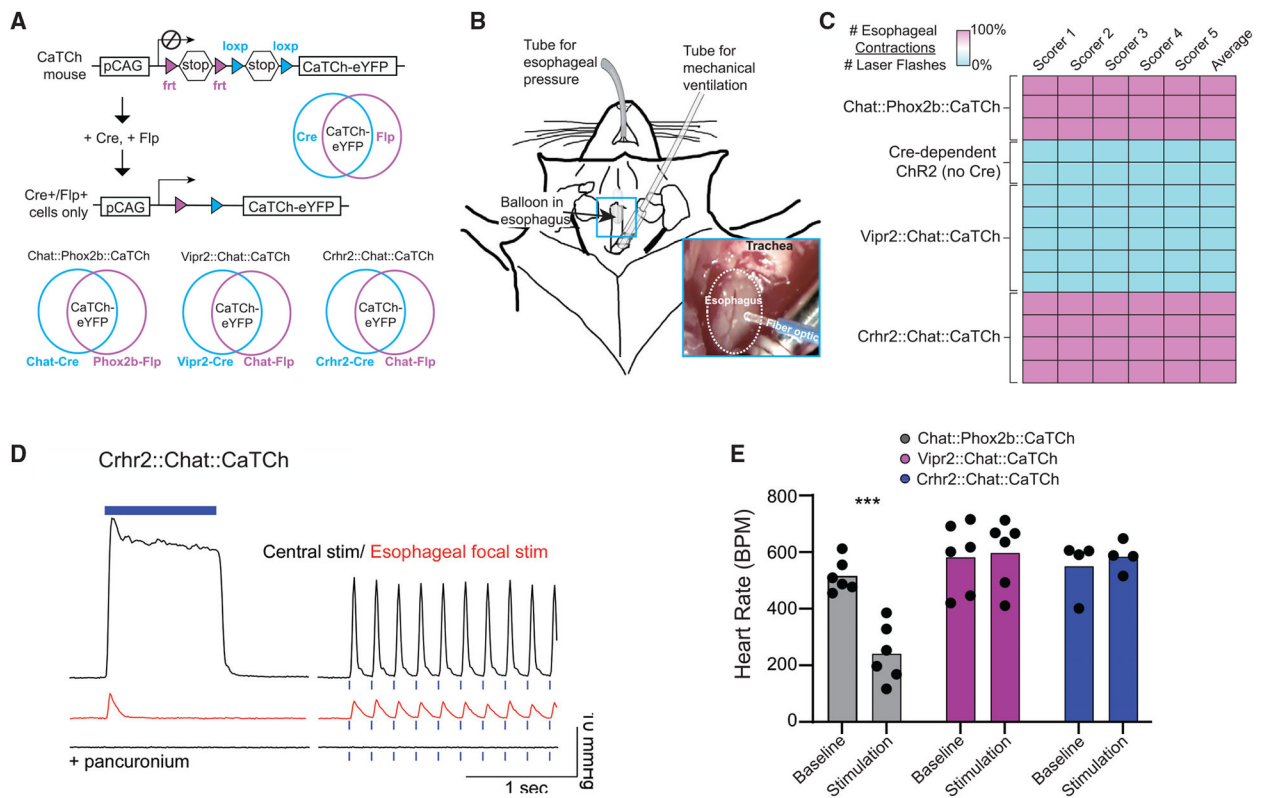 A
CaTCh
mouse
pCAG
stop
loxp
stop
loxp
CaTCh-eYFP
frt
frt
+ Cre, + Flp
Cre
CaTCh-
eYFP
Flp
Cre+/Flp+
cells only
pCAG
CaTCh-eYFP
Chat::Phox2b::CaTCh
Vipr2::Chat::CaTCh
Crhr2::Chat::CaTCh
CaTCh-
eYFP
CaTCh-
eYFP
CaTCh-
eYFP
Chat-Cre
Phox2b-Flp
Vipr2-Cre
Chat-Flp
Crhr2-Cre
Chat-Flp
B
Tube for
esophageal
pressure
Tube for
mechanical
ventilation
Balloon in
esophagus
Trachea
Esophagus
Fiber optic
C
# Esophageal
Contractions
# Laser Flashes
100%
0%
Scorer 1
Scorer 2
Scorer 3
Scorer 4
Scorer 5
Average
Chat::Phox2b::CaTCh
Cre-dependent
ChR2 (no Cre)
Vipr2::Chat::CaTCh
Crhr2::Chat::CaTCh
D
Crhr2::Chat::CaTCh
Central stim/ Esophageal focal stim
+ pancuronium
10 mmHg
1 sec
E
Chat::Phox2b::CaTCh
Vipr2::Chat::CaTCh
Crhr2::Chat::CaTCh
Heart Rate (BPM)
800
600
400
200
0
***
Baseline
Stimulation
Baseline
Stimulation
Baseline
Stimulation